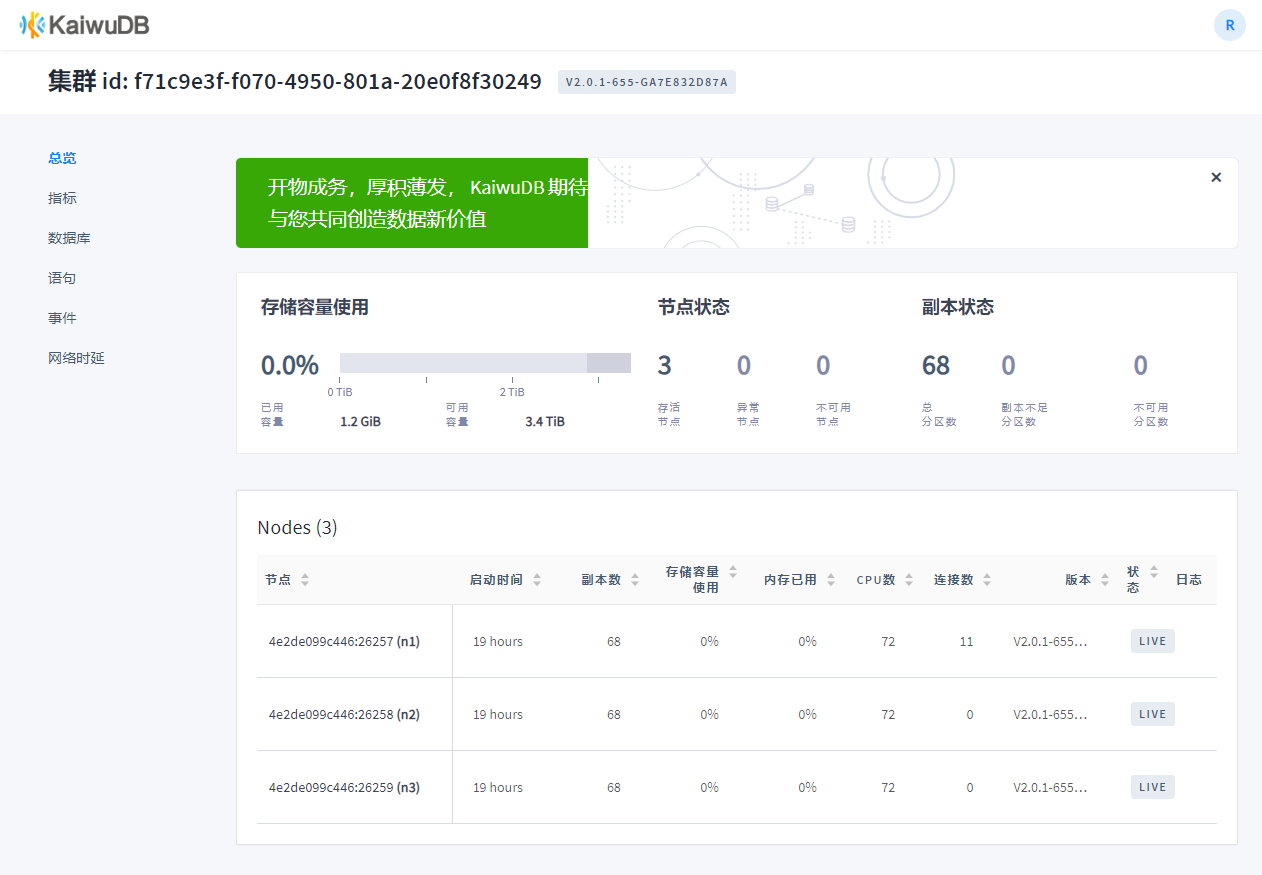 KaiwuDB
R
集群 id: f71c9e3f-f070-4950-801a-20e0f8f30249 V2.0.1-655-GA7E832D87A
总览
指标
数据库
语句
事件
网络时延
开物成务，厚积薄发， KaiwuDB 期待
与您共同创造数据新价值
×
存储容量使用
0.0%
0 TiB 2 TiB
已用
容量
1.2 GiB
可用
容量
3.4 TiB
节点状态
3 0 0
存活
节点
异常
节点
不可用
节点
副本状态
68 0 0
总
分区数
副本不足
分区数
不可用
分区数
Nodes (3)
节点 启动时间 副本数 存储容量使用 内存已用 CPU数 连接数 版本 状态 日志
4e2de099c446:26257 (n1) 19 hours 68 0% 0% 72 11 V2.0.1-655... LIVE
4e2de099c446:26258 (n2) 19 hours 68 0% 0% 72 0 V2.0.1-655... LIVE
4e2de099c446:26259 (n3) 19 hours 68 0% 0% 72 0 V2.0.1-655... LIVE